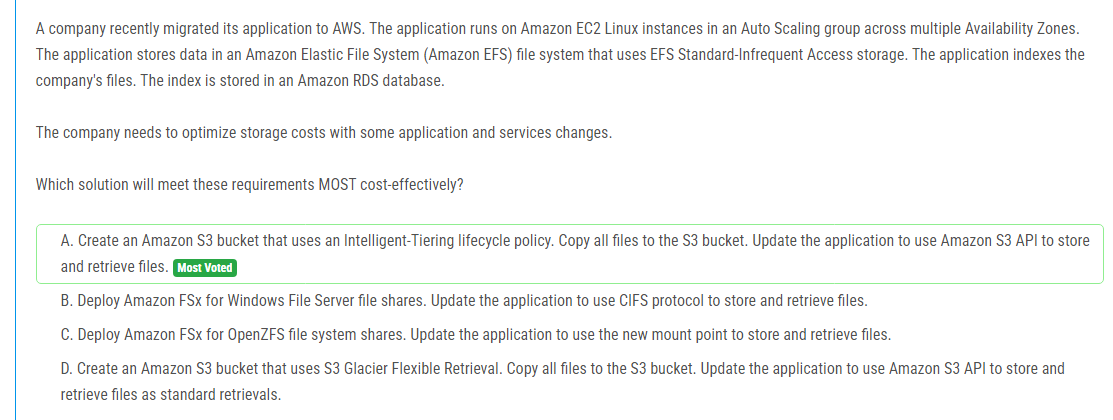 A company recently migrated its application to AWS. The application runs on Amazon EC2 Linux instances in an Auto Scaling group across multiple Availability Zones.
The application stores data in an Amazon Elastic File System (Amazon EFS) file system that uses EFS Standard-Infrequent Access storage. The application indexes the
company's files. The index is stored in an Amazon RDS database.
The company needs to optimize storage costs with some application and services changes.
Which solution will meet these requirements MOST cost-effectively?
A. Create an Amazon S3 bucket that uses an Intelligent-Tiering lifecycle policy. Copy all files to the S3 bucket. Update the application to use Amazon S3 API to store
and retrieve files. Most Voted
B. Deploy Amazon FSx for Windows File Server file shares. Update the application to use CIFS protocol to store and retrieve files.
C. Deploy Amazon FSx for OpenZFS file system shares. Update the application to use the new mount point to store and retrieve files.
D. Create an Amazon S3 bucket that uses S3 Glacier Flexible Retrieval. Copy all files to the S3 bucket. Update the application to use Amazon S3 API to store and
retrieve files as standard retrievals.